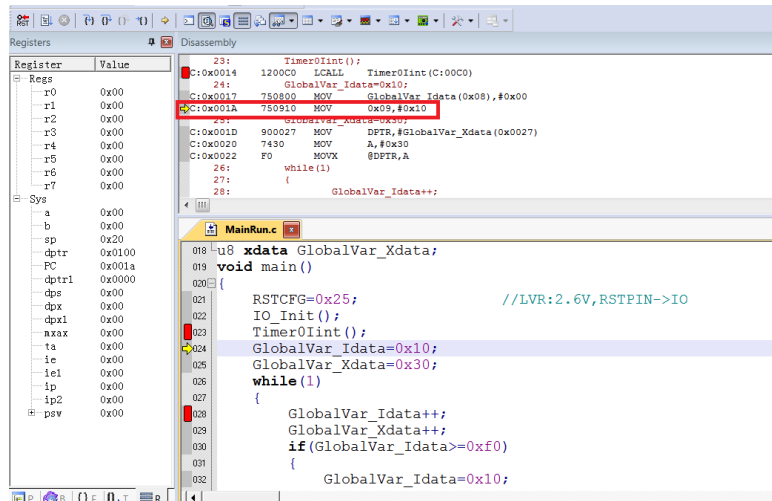 RST
Registers
Disassembly
Register Value
Regs
r0 0x00
r1 0x00
r2 0x00
r3 0x00
r4 0x00
r5 0x00
r6 0x00
r7 0x00
Sys
a 0x00
b 0x00
sp 0x20
dptr 0x0100
PC 0x001a
dptr1 0x0000
dps 0x00
dpx 0x00
dpx1 0x00
mxax 0x00
ta 0x00
ie 0x00
ie1 0x00
ip 0x00
ip2 0x00
psw 0x00
23: Timer0Iint();
C:0x0014 1200C0 LCALL Timer0Iint(C:00C0)
24: GlobalVar_Idata=0x10;
C:0x0017 750800 MOV GlobalVar_Idata(0x08),#0x00
C:0x001A 750910 MOV 0x09,#0x10
25: GlobalVar_Xdata=0x30;
C:0x001D 900027 MOV DPTR,#GlobalVar_Xdata(0x0027)
C:0x0020 7430 MOV A,#0x30
C:0x0022 F0 MOVX @DPTR,A
26: while(1)
27: {
28: GlobalVar_Idata++;
MainRun.c
018 u8 xdata GlobalVar_Xdata;
019 void main()
020 {
021 RSTCFG=0x25; //LVR:2.6V,RSTPIN->IO
022 IO_Init();
023 Timer0Iint();
024 GlobalVar_Idata=0x10;
025 GlobalVar_Xdata=0x30;
026 while(1)
027 {
028 GlobalVar_Idata++;
029 GlobalVar_Xdata++;
030 if(GlobalVar_Idata>=0xf0)
031 {
032 GlobalVar_Idata=0x10;